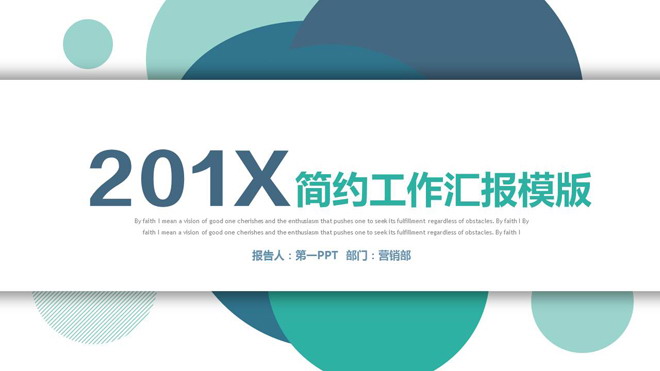 201X简约工作汇报模版
By faith I mean a vision of good one cherishes and the enthusiasm that pushes one to seek its fulfillment regardless of obstacles. By faith I By
faith I mean a vision of good one cherishes and the enthusiasm that pushes one to seek its fulfillment regardless of obstacles. By faith I
报告人：第一PPT 部门：营销部